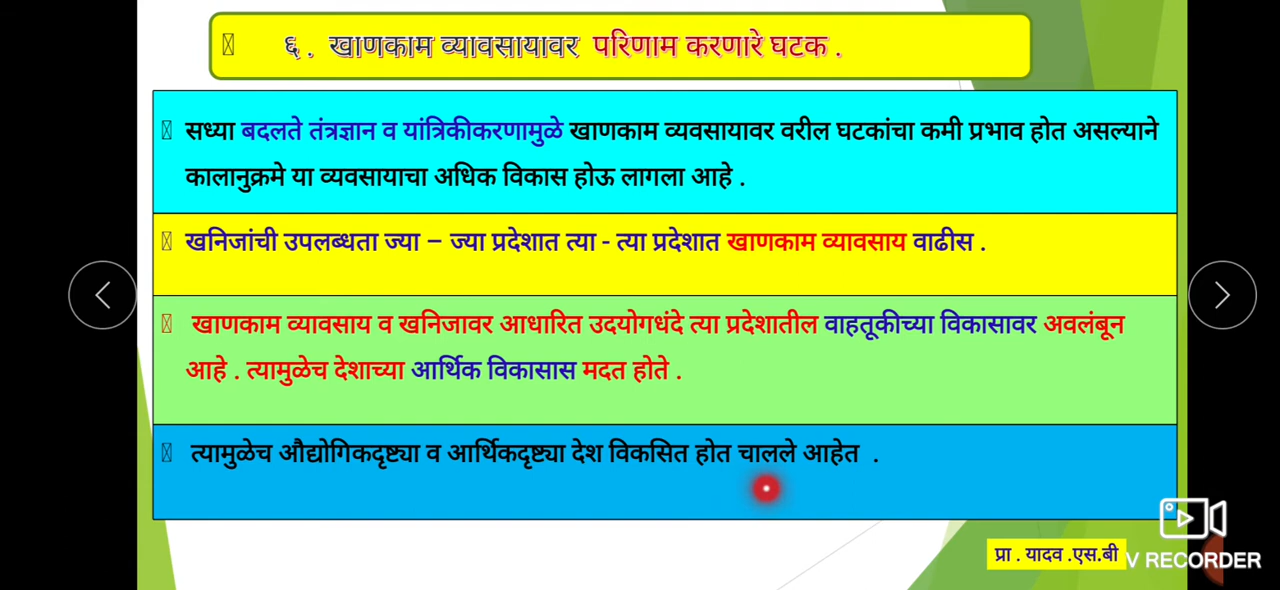 ६ . खाणकाम व्यावसायावर परिणाम करणारे घटक .
सध्या बदलते तंत्रज्ञान व यांत्रिकीकरणामुळे खाणकाम व्यवसायावर वरील घटकांचा कमी प्रभाव होत असल्याने
कालानुक्रमे या व्यवसायाचा अधिक विकास होऊ लागला आहे .
खनिजांची उपलब्धता ज्या – ज्या प्रदेशात त्या - त्या प्रदेशात खाणकाम व्यावसाय वाढीस .
खाणकाम व्यावसाय व खनिजावर आधारित उदयोगधंदे त्या प्रदेशातील वाहतूकीच्या विकासावर अवलंबून
आहे . त्यामुळेच देशाच्या आर्थिक विकासास मदत होते .
त्यामुळेच औद्योगिकदृष्ट्या व आर्थिकदृष्ट्या देश विकसित होत चालले आहेत .
प्रा . यादव .एस.बी
V RECORDER